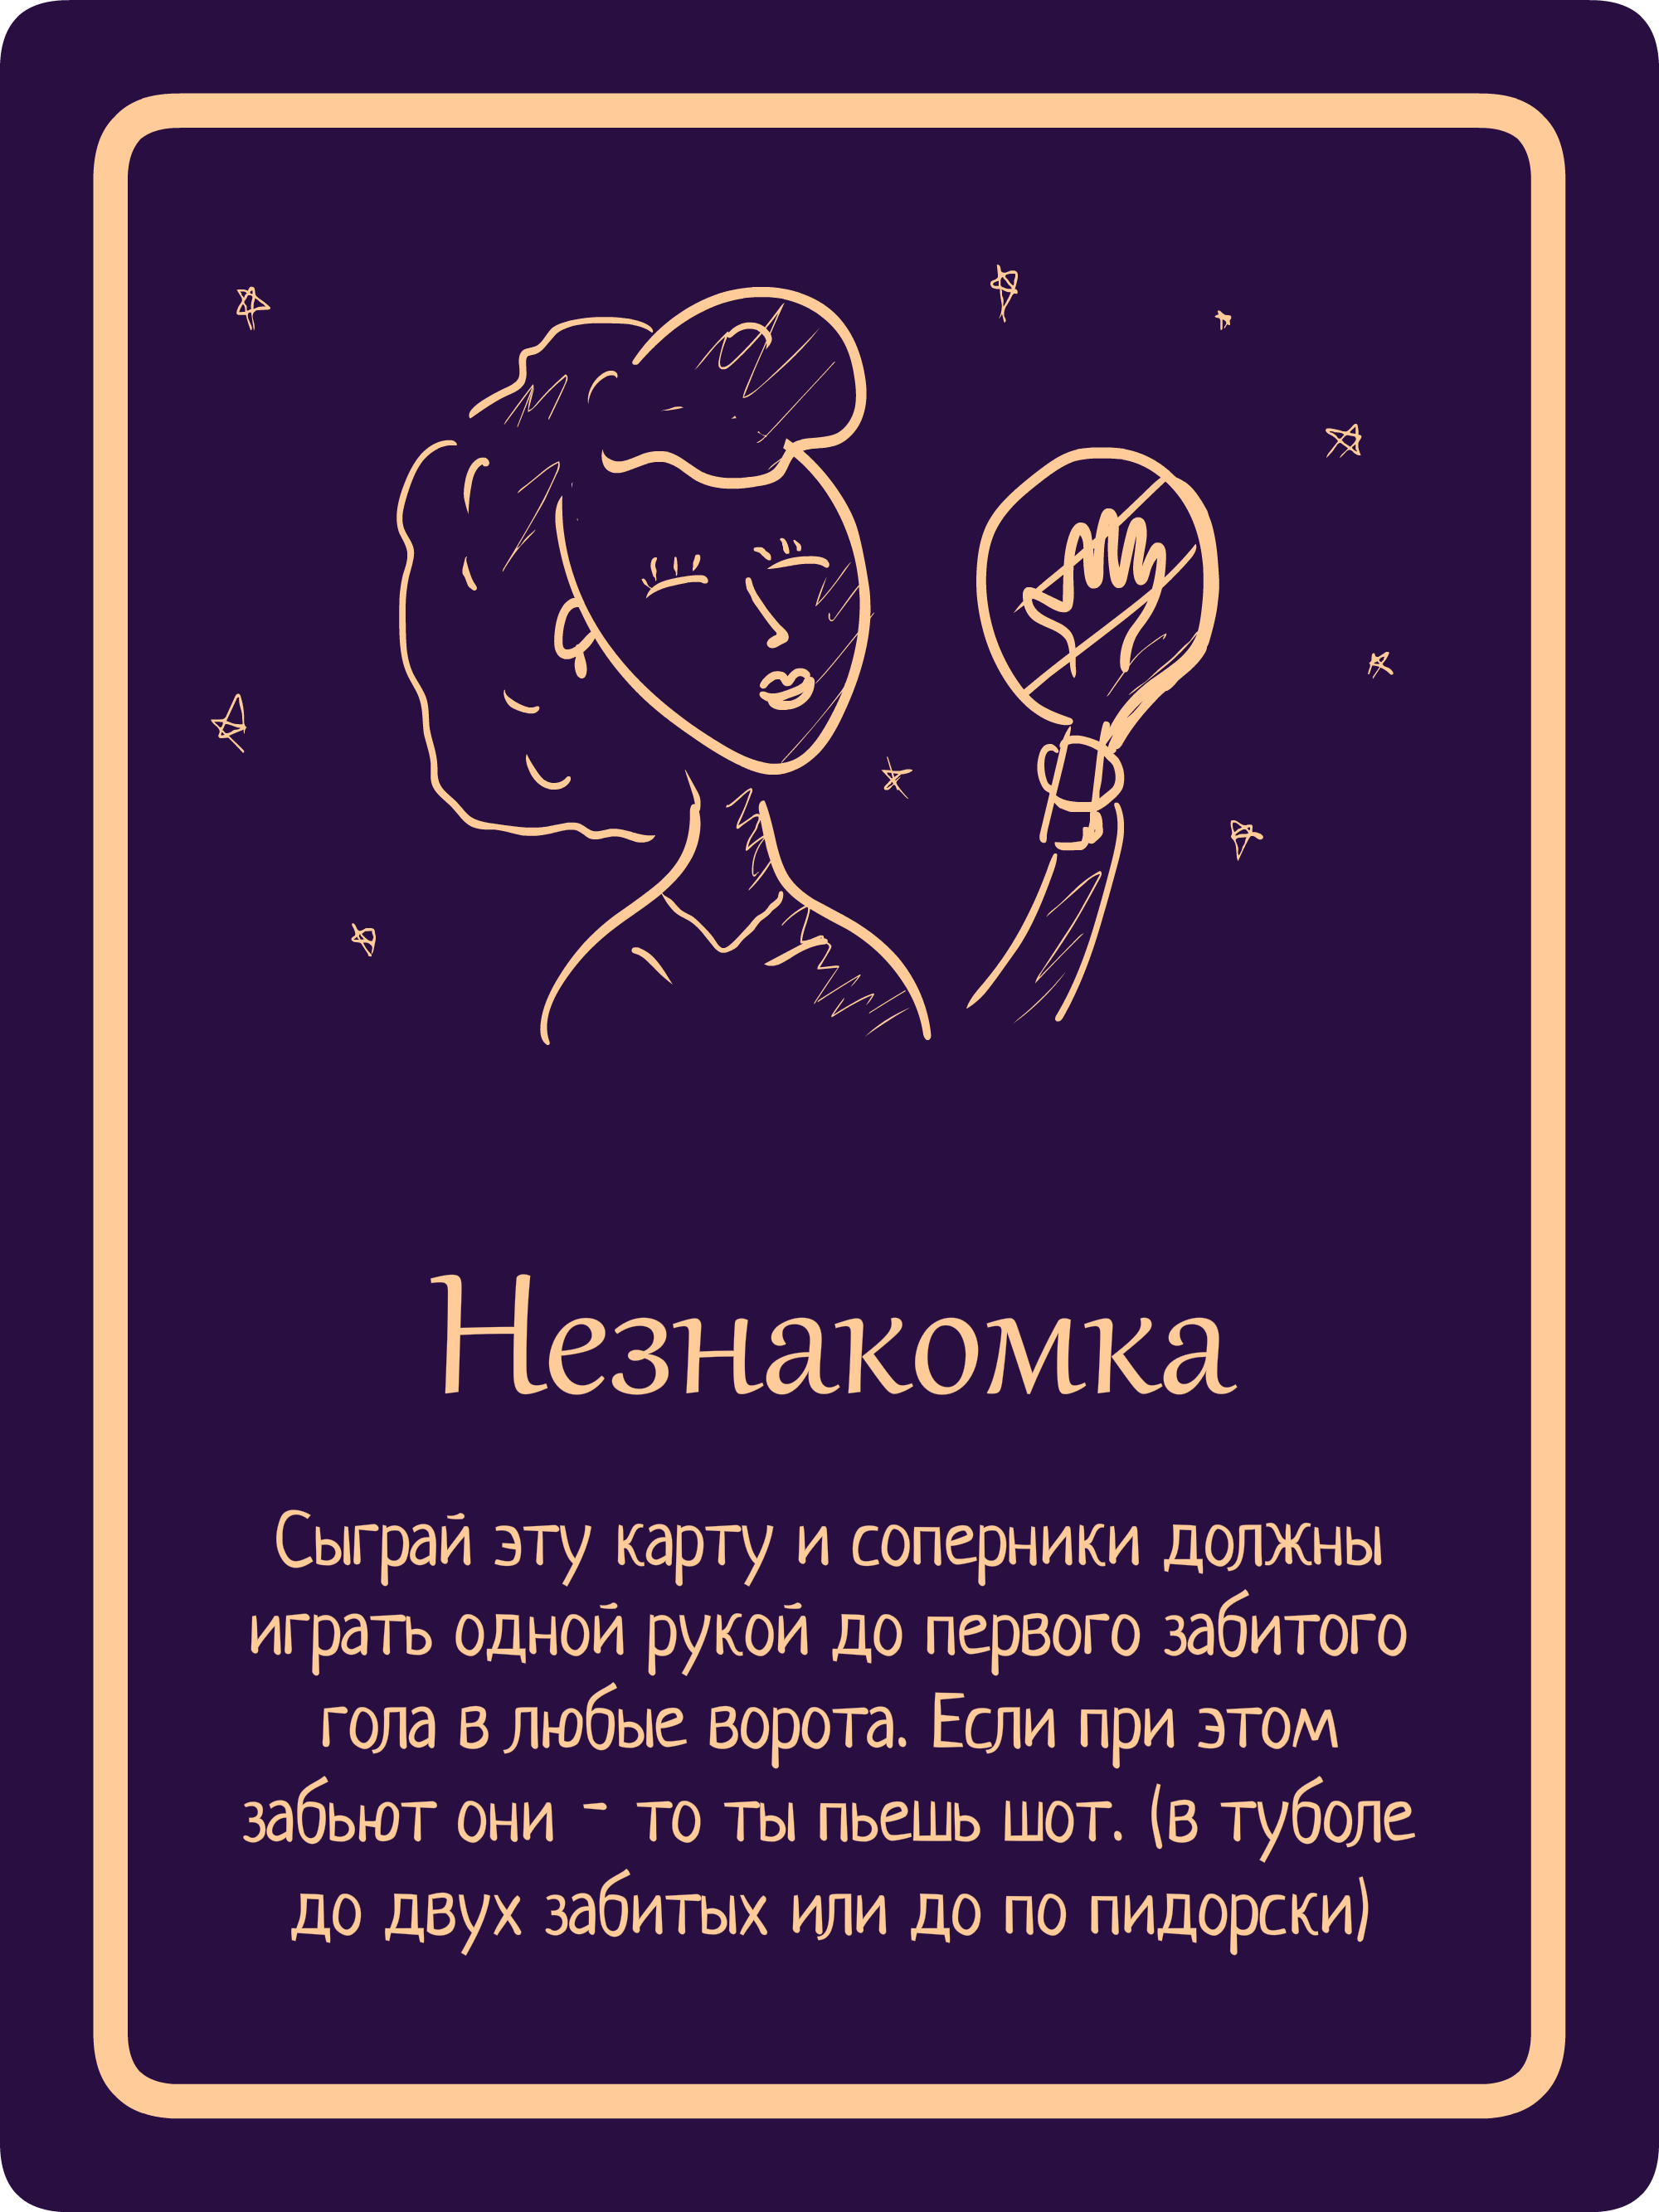 Незнакомка
Сыграй эту карту и соперники должны
играть одной рукой до первого забитого
гола в любые ворота. Если при этом
забьют они - то ты пьешь шот. (в туболе
до двух забитых или до по пидорски)